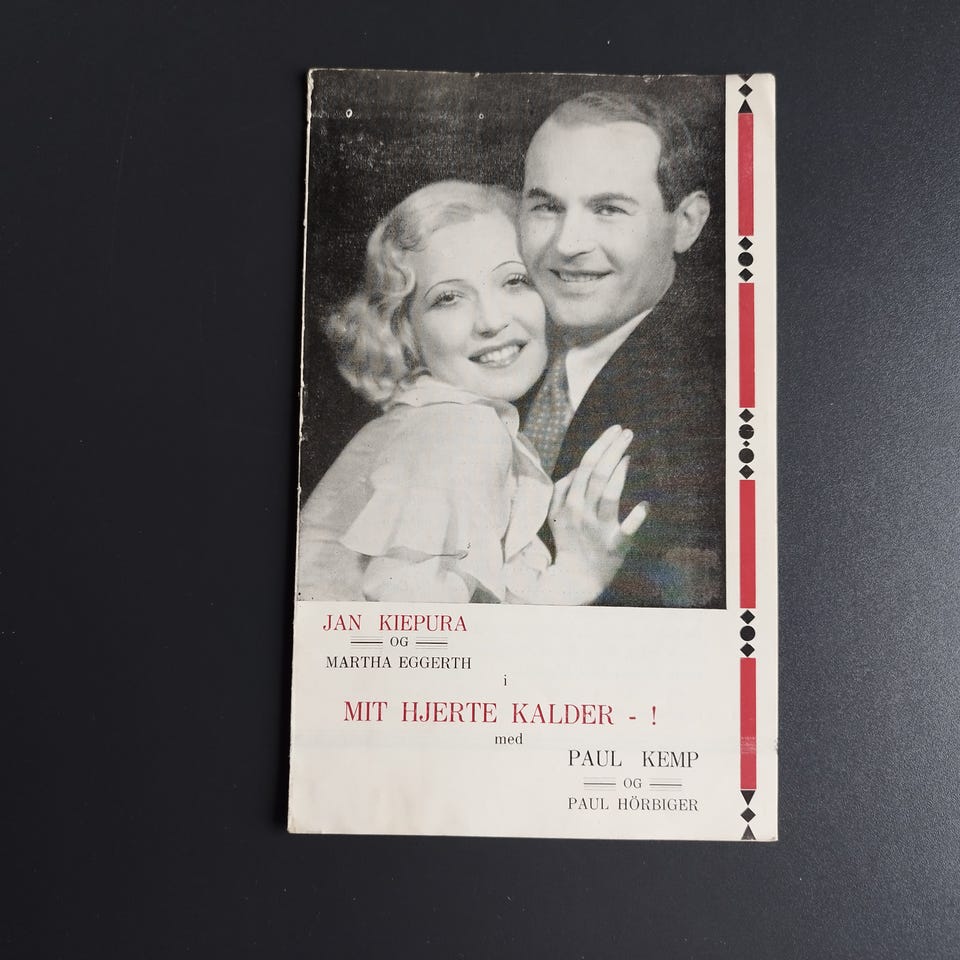 JAN KIEPURA
OG
MARTHA EGGERTH
i
MIT HJERTE KALDER - !
med
PAUL KEMP
OG
PAUL HÖRBIGER